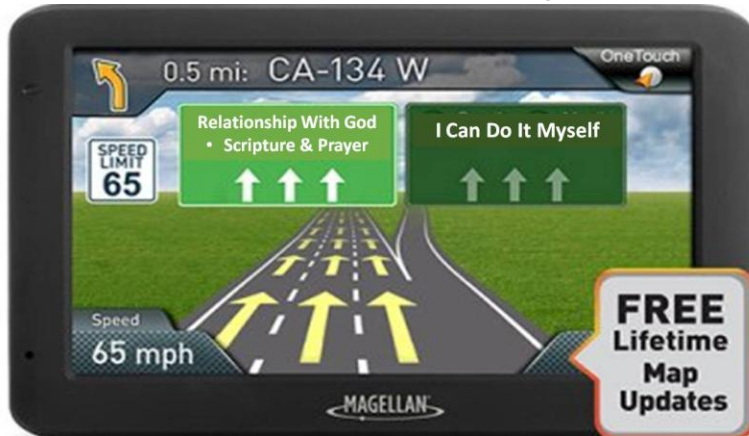 0.5 mi: CA-134 W
OneTouch
Relationship With God
• Scripture & Prayer
I Can Do It Myself
SPEED
LIMIT
65
Speed
65 mph
FREE
Lifetime
Map
Updates
MAGELLAN